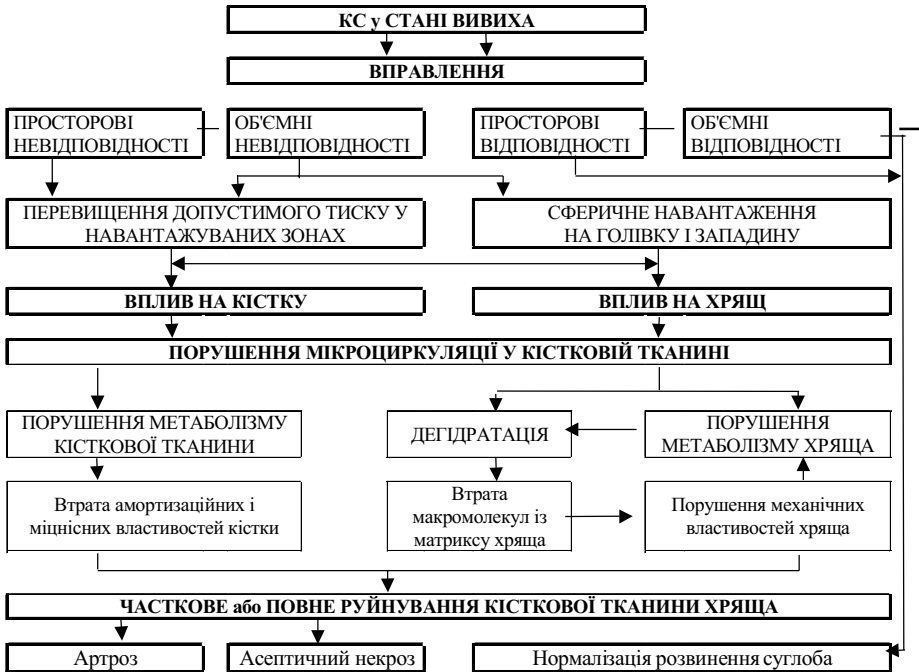 КС у СТАНІ ВИВИХА
ВПРАВЛЕННЯ
ПРОСТОРОВІ
НЕВІДПОВІДНОСТІ
ОБ'ЄМНІ
НЕВІДПОВІДНОСТІ
ПРОСТОРОВІ
ВІДПОВІДНОСТІ
ОБ'ЄМНІ
ВІДПОВІДНОСТІ
ПЕРЕВИЩЕННЯ ДОПУСТИМОГО ТИСКУ У
НАВАНТАЖУВАНИХ ЗОНАХ
СФЕРИЧНЕ НАВАНТАЖЕННЯ
НА ГОЛІВКУ І ЗАПАДИНУ
ВПЛИВ НА КІСТКУ
ВПЛИВ НА ХРЯЩ
ПОРУШЕННЯ МІКРОЦИРКУЛЯЦІЇ У КІСТКОВІЙ ТКАНИНІ
ПОРУШЕННЯ МЕТАБОЛІЗМУ
КІСТКОВОЇ ТКАНИНИ
ДЕГІДРАТАЦІЯ
ПОРУШЕННЯ
МЕТАБОЛІЗМУ ХРЯЩА
Втрата амортизаційних і
міцнісних властивостей кістки
Втрата
макромолекул із
матриксу хряща
Порушення механічних
властивостей хряща
ЧАСТКОВЕ або ПОВНЕ РУЙНУВАННЯ КІСТКОВОЇ ТКАНИНИ ХРЯЩА
Артроз
Асептичний некроз
Нормалізація розвинення суглоба